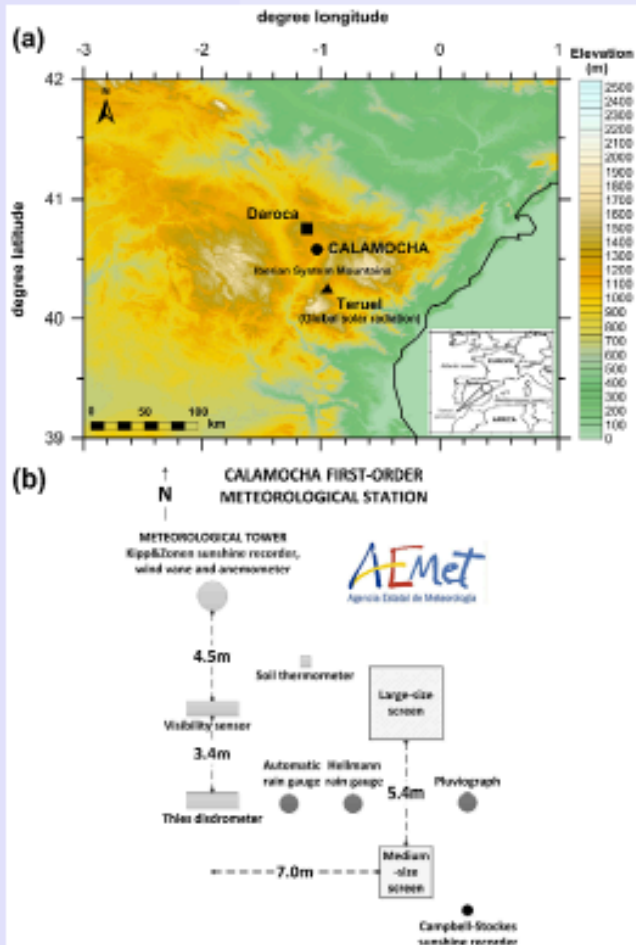 degree longitude
(a)
-3 -2 -1 0 1
Elevation
(m)
42
41
40
39
degree latitude
N
Daroca
CALAMOCHA
Iberian System Mountains
Teruel
(Global solar radiation)
0 50 100
km
EUROPE
AFRICA
2500
2400
2300
2200
2100
2000
1900
1800
1700
1600
1500
1400
1300
1200
1100
1000
900
800
700
600
500
400
300
200
100
0
(b)
N
CALAMOCHA FIRST-ORDER
METEOROLOGICAL STATION
METEOROLOGICAL TOWER
Kipp&Zonen sunshine recorder,
wind vane and anemometer
AEMet
Agencia Estatal de Meteorología
4.5m
Soil thermometer
Large-size
screen
Visibility sensor
3.4m
Automatic
rain gauge
Hellmann
rain gauge
5.4m
Pluviograph
Thies disdrometer
7.0m
Medium
-size
screen
Campbell-Stockes
sunshine recorder